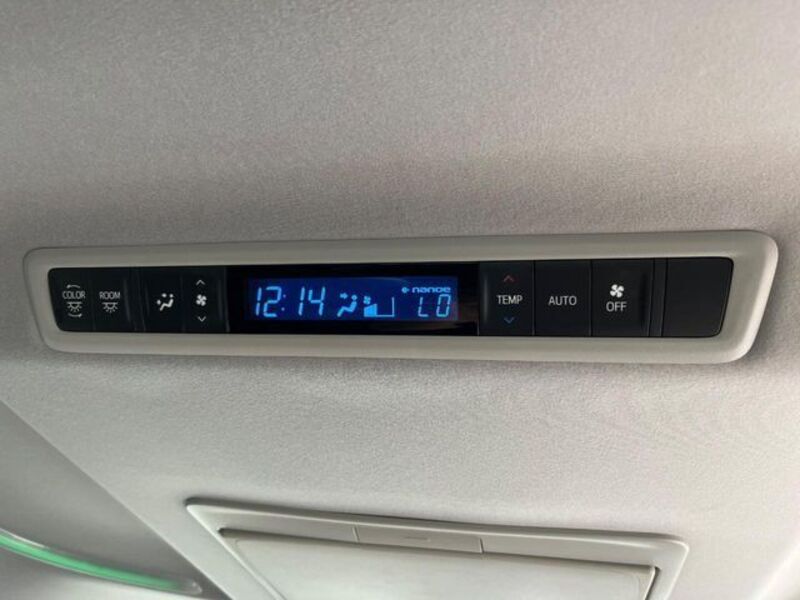 COLOR
ROOM
12:14
nanoe
LO
TEMP
AUTO
OFF